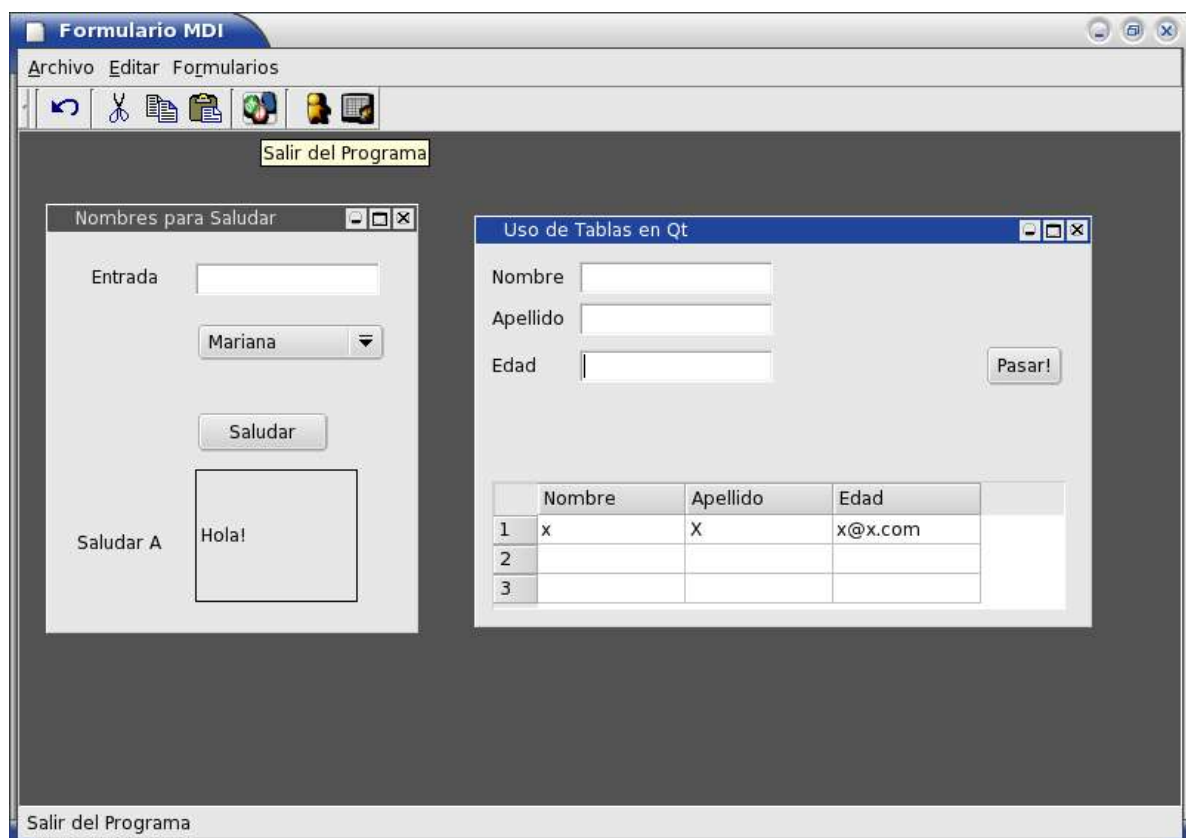 Formulario MDI
Archivo Editar Formularios
Salir del Programa
Nombres para Saludar
Entrada
Mariana
Saludar
Saludar A
Hola!
Uso de Tablas en Qt
Nombre
Apellido
Edad
Pasar!
Nombre Apellido Edad
1 x X x@x.com
2
3
Salir del Programa